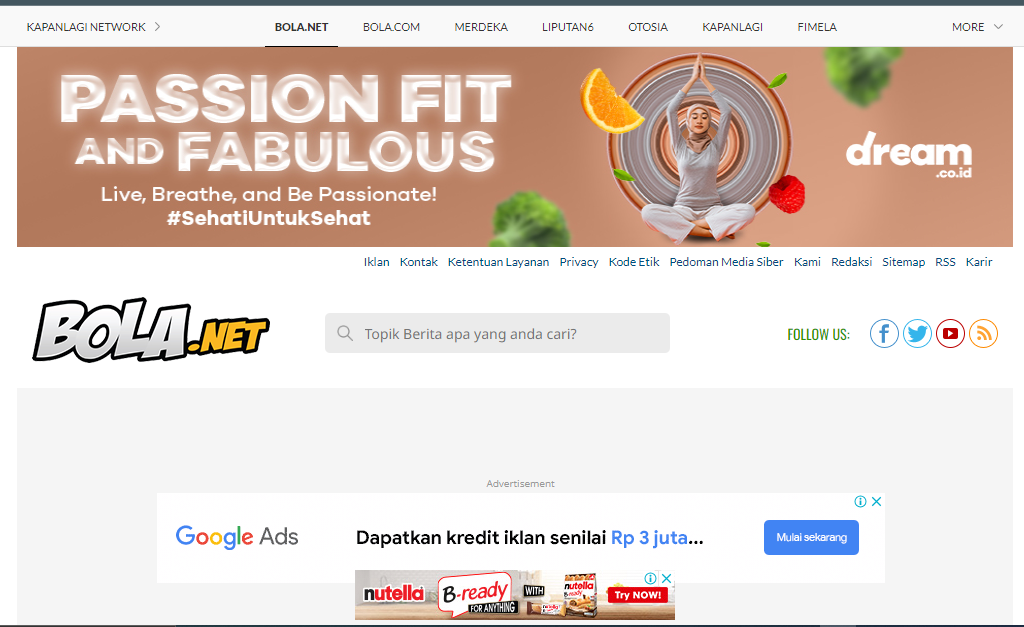 KAPANLAGI NETWORK
BOLA.NET
BOLA.COM
MERDEKA
LIPUTAN6
OTOSIA
KAPANLAGI
FIMELA
MORE
PASSION FIT
AND FABULOUS
Live, Breathe, and Be Passionate!
#SehatiUntukSehat
dream
.co.id
Iklan Kontak Ketentuan Layanan Privacy Kode Etik Pedoman Media Siber Kami Redaksi Sitemap RSS Karir
BOLA.NET
Topik Berita apa yang anda cari?
FOLLOW US:
Advertisement
Google Ads
Dapatkan kredit iklan senilai Rp 3 juta...
Mulai sekarang
nutella
B-ready
FOR ANYTHING
WITH
nutella
B-ready
nutella
Try NOW!